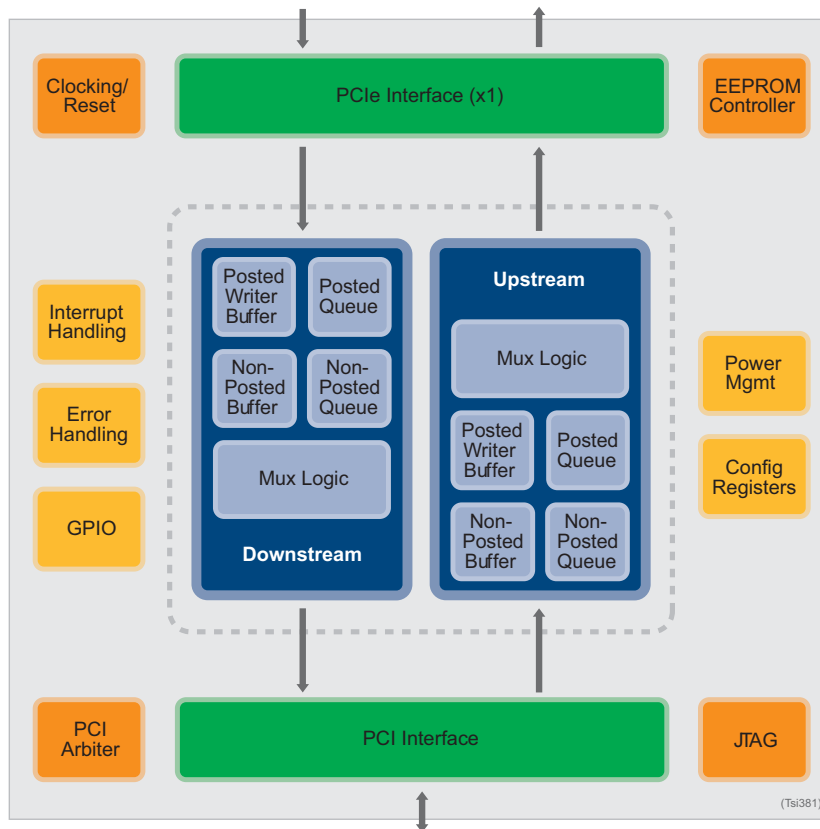 Clocking/
Reset
PCIe Interface (x1)
EEPROM
Controller
Posted
Writer
Buffer
Posted
Queue
Non-
Posted
Buffer
Non-
Posted
Queue
Mux Logic
Downstream
Upstream
Mux Logic
Posted
Writer
Buffer
Posted
Queue
Non-
Posted
Buffer
Non-
Posted
Queue
Interrupt
Handling
Error
Handling
GPIO
Power
Mgmt
Config
Registers
PCI
Arbiter
PCI Interface
JTAG
(Tsi381)